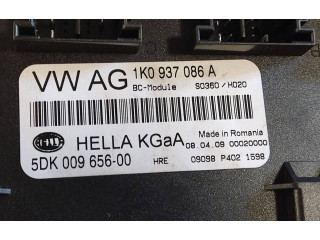 VW AG 1K0 937 086 A
BC-Module S0360 / H020
HELLA
HELLA KGaA Made in Romania
08.04.09 00020000
5DK 009 656-00 HRE 09098 P402 1598